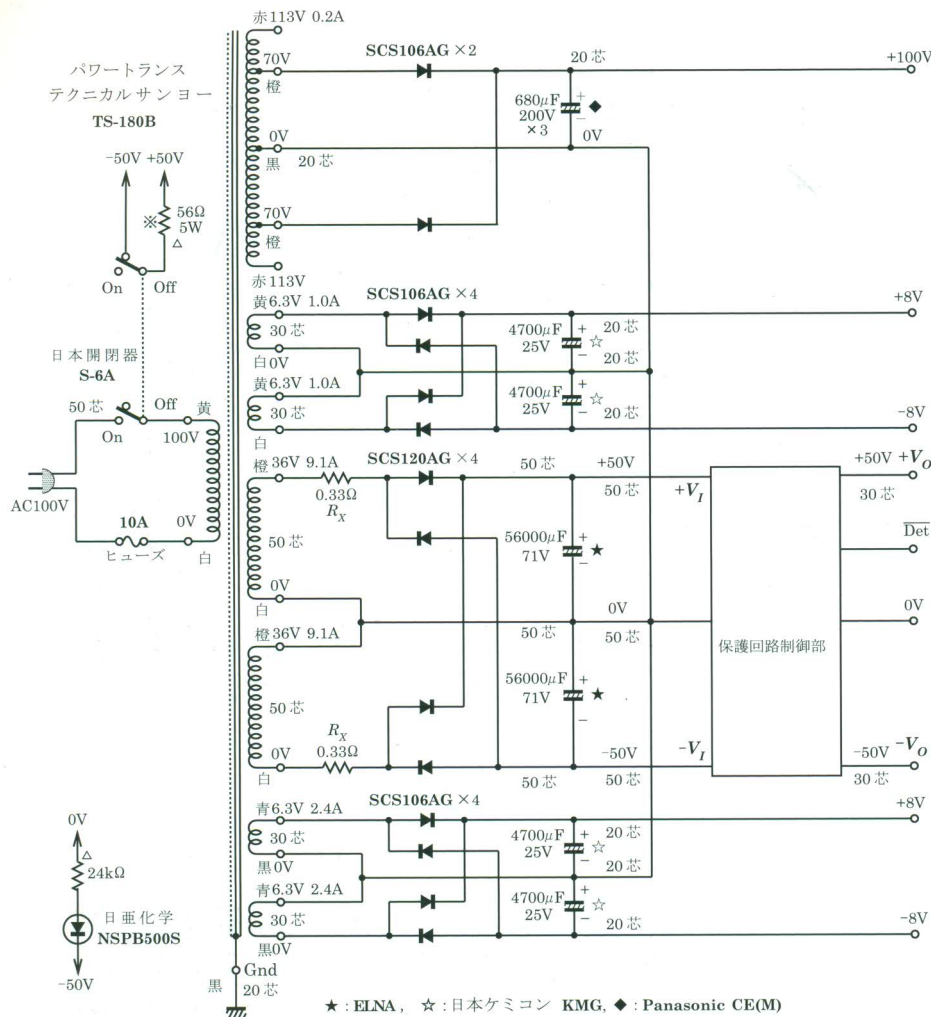 赤113V 0.2A
SCS106AG ×2
20芯
+100V
70V
橙
パワートランス
テクニカルサンヨー
TS-180B
680μF
200V
×3
+
−
◆
0V
0V
黒
20芯
-50V +50V
※
56Ω
5W
△
On
Off
70V
橙
赤113V
黄6.3V 1.0A
SCS106AG ×4
+8V
30芯
白0V
4700μF
25V
+
−
☆
20芯
20芯
日本開閉器
S-6A
黄6.3V 1.0A
30芯
白
4700μF
25V
+
−
☆
20芯
-8V
50芯
Off
On
黄
100V
AC100V
10A
ヒューズ
0V
白
橙36V 9.1A
0.33Ω
RX
SCS120AG ×4
50芯
+50V
50芯
+VI
+50V +VO
30芯
50芯
56000μF
71V
+
−
★
Det
0V
白
0V
50芯
50芯
0V
保護回路制御部
橙36V 9.1A
50芯
56000μF
71V
+
−
★
RX
0.33Ω
0V
白
-50V
50芯
50芯
-VI
-50V -VO
30芯
青6.3V 2.4A
SCS106AG ×4
+8V
30芯
黒0V
4700μF
25V
+
−
☆
20芯
20芯
青6.3V 2.4A
30芯
黒0V
4700μF
25V
+
−
☆
20芯
-8V
0V
△
24kΩ
日亜化学
NSPB500S
-50V
Gnd
黒
20芯
★ : ELNA, ☆ : 日本ケミコン KMG, ◆ : Panasonic CE(M)